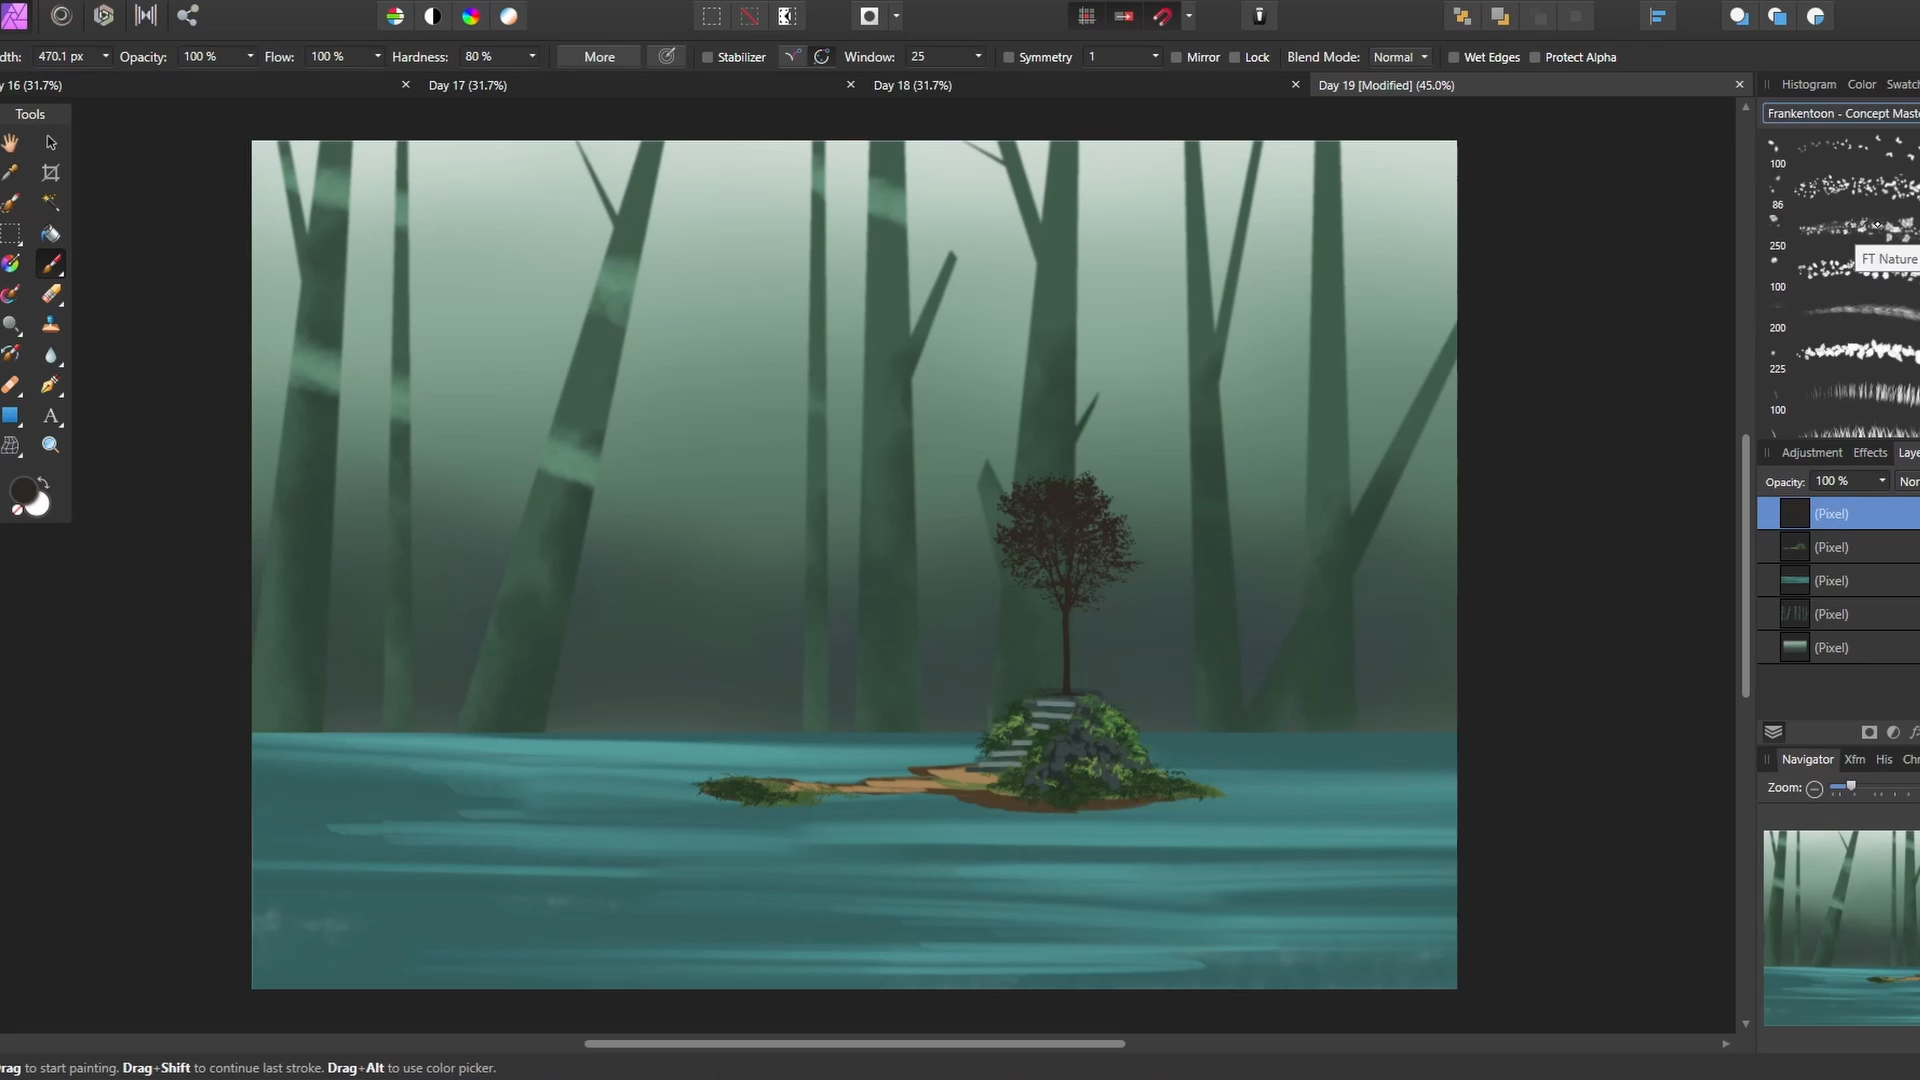 dth: 470.1 px Opacity: 100 % Flow: 100 % Hardness: 80 % More Stabilizer Window: 25 Symmetry 1 Mirror Lock Blend Mode: Normal Wet Edges Protect Alpha
y 16 (31.7%) Day 17 (31.7%) Day 18 (31.7%) Day 19 [Modified] (45.0%) Histogram Color Swatch
Tools
Frankentoon - Concept Maste
100
86
250
FT Nature
100
200
225
100
Adjustment Effects Laye
Opacity: 100 % Nor
(Pixel)
(Pixel)
(Pixel)
(Pixel)
(Pixel)
Navigator Xfm His Ch
Zoom:
rag to start painting. Drag+Shift to continue last stroke. Drag+Alt to use color picker.